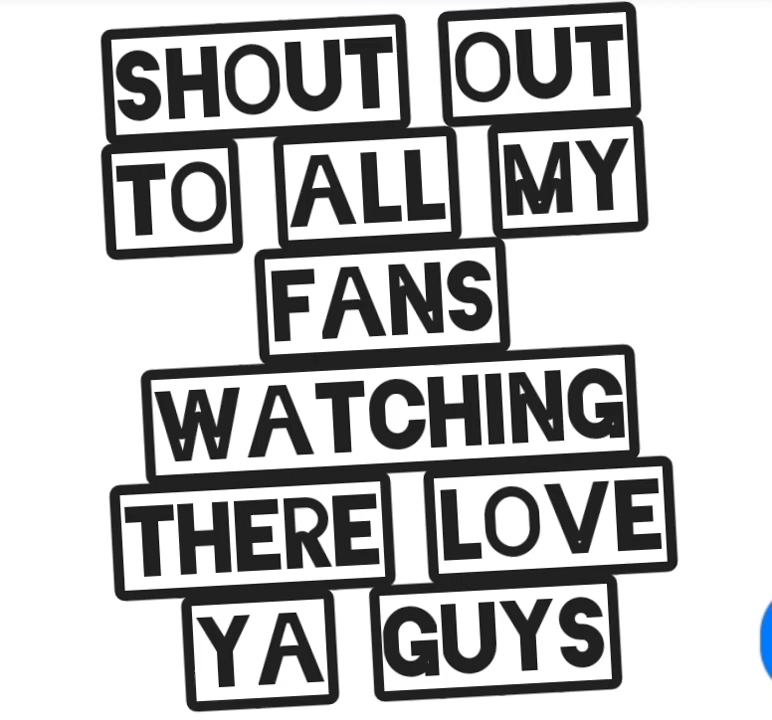 SHOUT OUT
TO ALL MY
FANS
WATCHING
THERE LOVE
YA GUYS